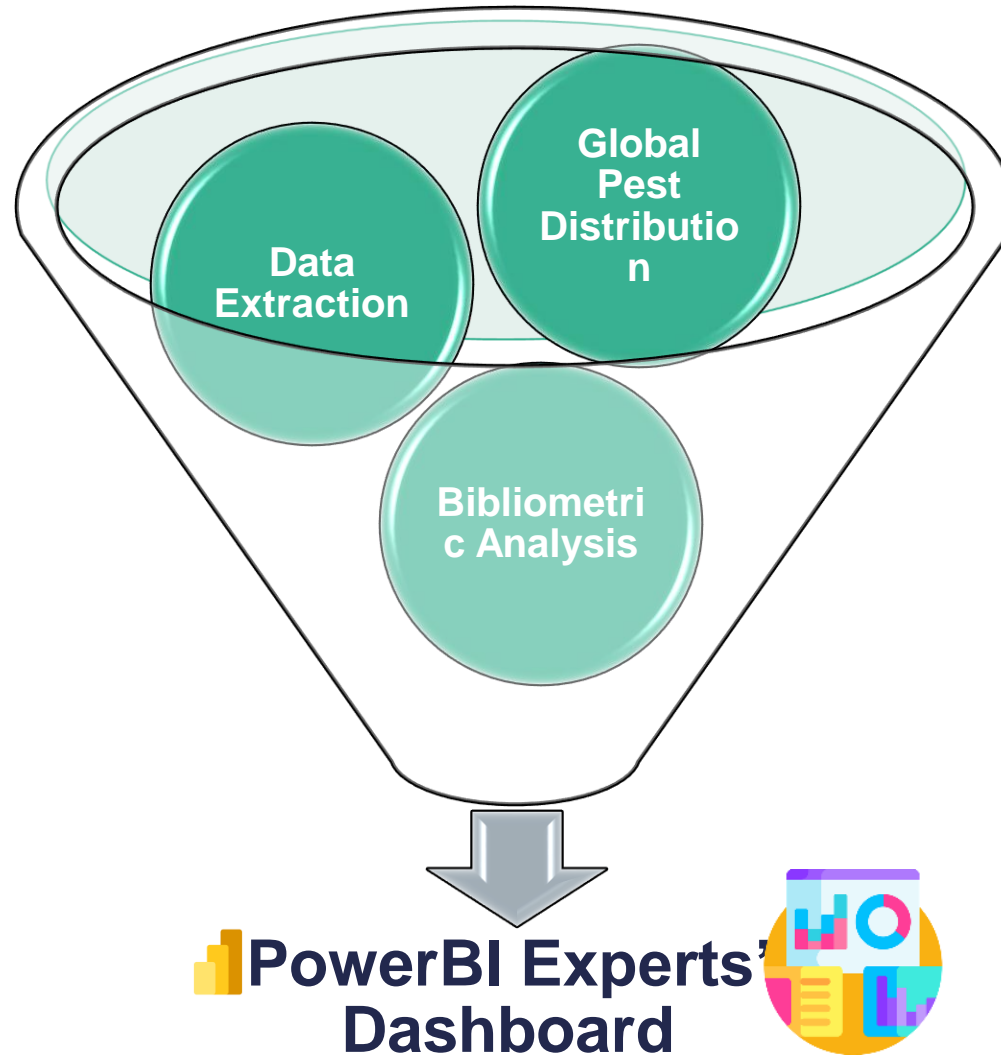 Global
Pest
Distributio
n
Data
Extraction
Bibliometri
c Analysis
PowerBI Experts’
Dashboard